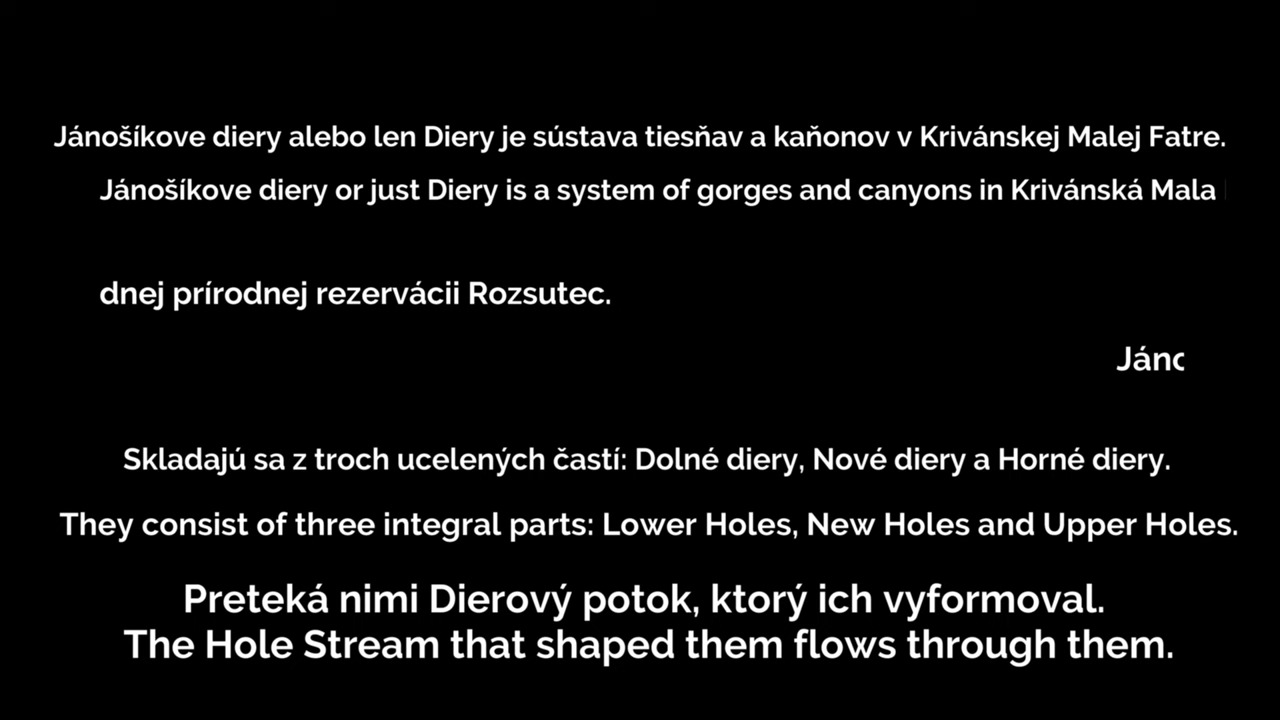 Jánošíkove diery alebo len Diery je sústava tiesňav a kaňonov v Krivánskej Malej Fatre.
Jánošíkove diery or just Diery is a system of gorges and canyons in Krivánská Mala
dnej prírodnej rezervácii Rozsutec.
Skladajú sa z troch ucelených častí: Dolné diery, Nové diery a Horné diery.
They consist of three integral parts: Lower Holes, New Holes and Upper Holes.
Preteká nimi Dierový potok, ktorý ich vyformoval.
The Hole Stream that shaped them flows through them.